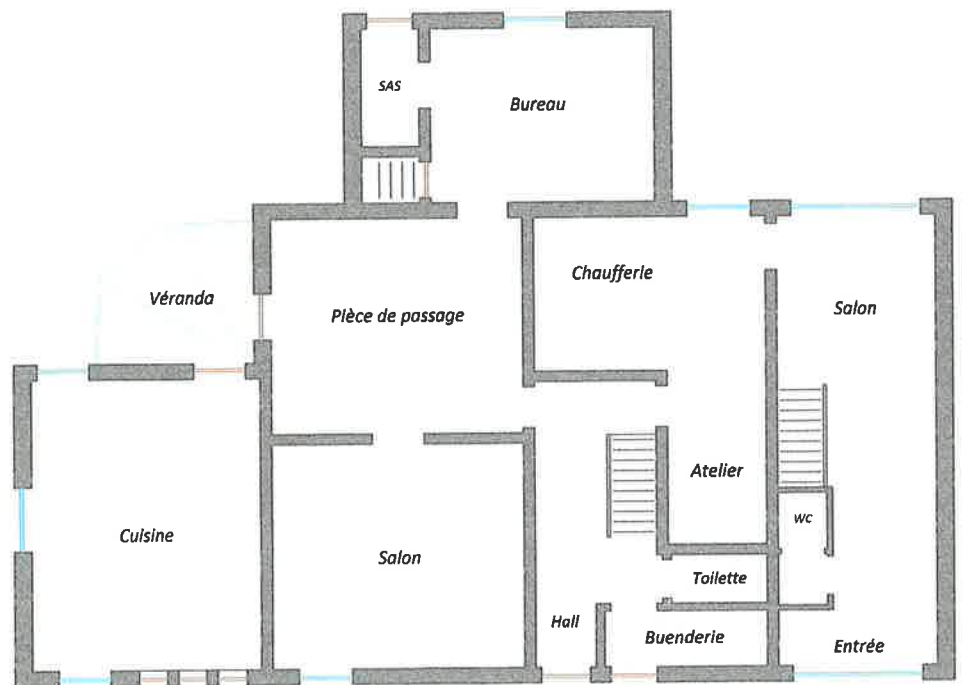 SAS
Bureau
Chaufferie
Véranda
Pièce de passage
Salon
Atelier
WC
Cuisine
Salon
Toilette
Hall
Buenderie
Entrée